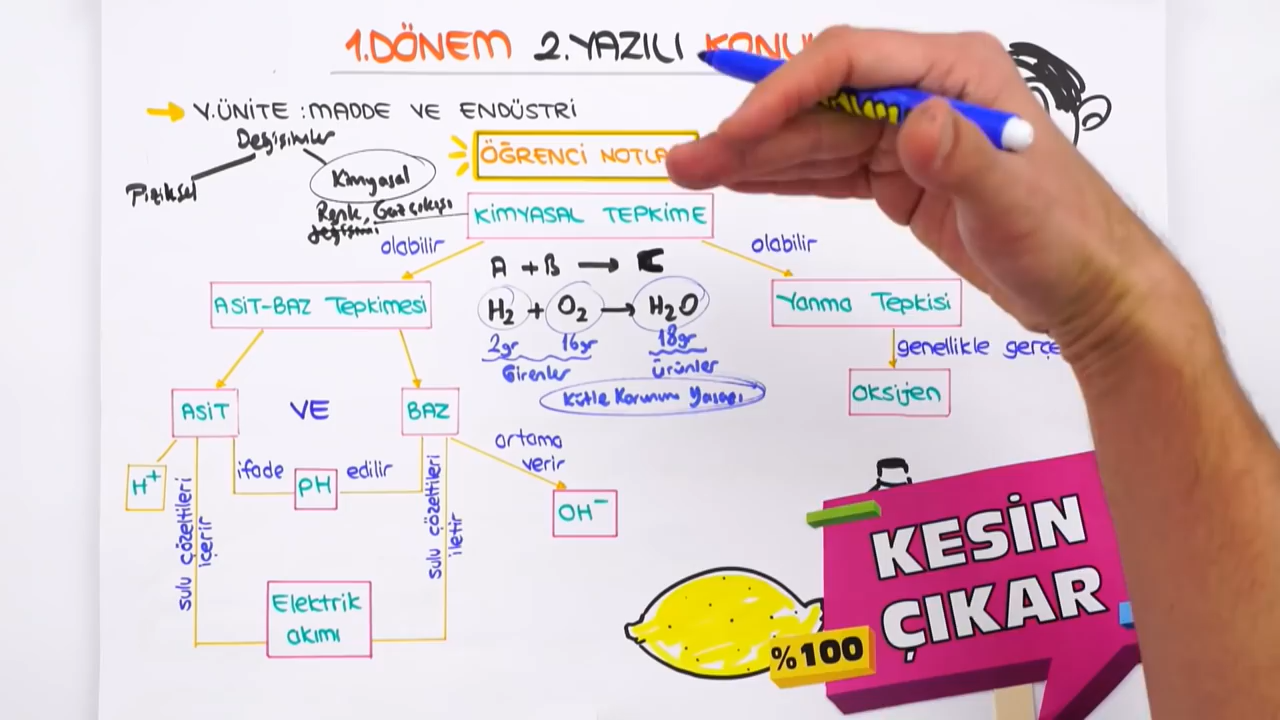 1.DÖNEM 2.YAZILI KONU
V.ÜNİTE : MADDE VE ENDÜSTRİ
Değişimler
Fiziksel
Kimyasal
Renk, Gaz çıkışı
değişimi
ÖĞRENCİ NOTLA
KİMYASAL TEPKİME
olabilir
olabilir
A + B → C
ASİT-BAZ Tepkimesi
H₂ + O₂ → H₂O
Yanma Tepkisi
2gr 16gr 18gr
Girenler
Ürünler
genellikle gerçe
Kütle Korunum Yasası
Oksijen
ASİT
VE
BAZ
ortama
verir
H⁺
ifade
PH
edilir
OH⁻
sulu çözeltileri
içerir
sulu çözeltileri
iletir
Elektrik
akımı
KESİN
ÇIKAR
%100